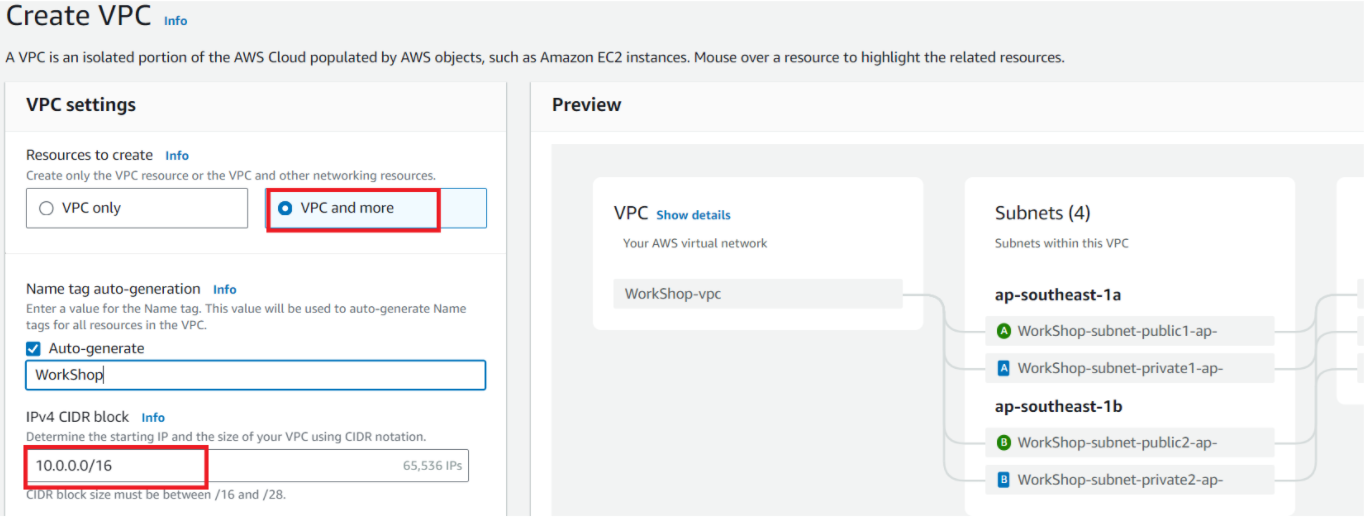 Create VPC Info
A VPC is an isolated portion of the AWS Cloud populated by AWS objects, such as Amazon EC2 instances. Mouse over a resource to highlight the related resources.
VPC settings
Resources to create Info
Create only the VPC resource or the VPC and other networking resources.
VPC only
VPC and more
Name tag auto-generation Info
Enter a value for the Name tag. This value will be used to auto-generate Name
tags for all resources in the VPC.
Auto-generate
WorkShop
IPv4 CIDR block Info
Determine the starting IP and the size of your VPC using CIDR notation.
10.0.0.0/16 65,536 IPs
CIDR block size must be between /16 and /28.
Preview
VPC Show details
Your AWS virtual network
WorkShop-vpc
Subnets (4)
Subnets within this VPC
ap-southeast-1a
A WorkShop-subnet-public1-ap-
A WorkShop-subnet-private1-ap-
ap-southeast-1b
B WorkShop-subnet-public2-ap-
B WorkShop-subnet-private2-ap-